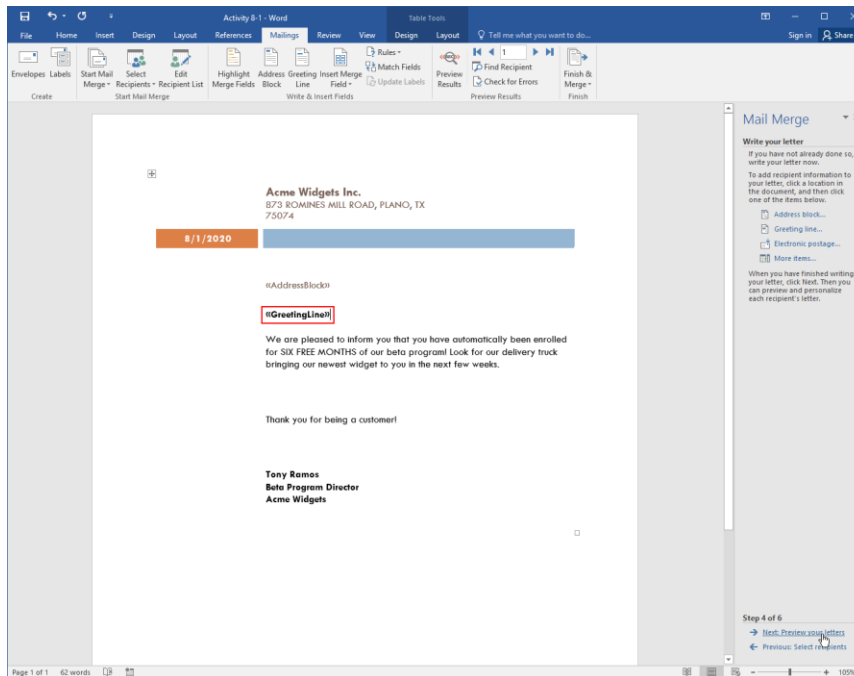 Activity 8-1 - Word
Table Tools
File Home Insert Design Layout References Mailings Review View Design Layout Tell me what you want to do... Sign in Share
Envelopes Labels
Create
Start Mail Merge
Select Recipients
Edit Recipient List
Start Mail Merge
Highlight Merge Fields
Address Block
Greeting Line
Insert Merge Field
Rules
Match Fields
Update Labels
Write & Insert Fields
Preview Results
ABC
1
Find Recipient
Check for Errors
Preview Results
Finish & Merge
Finish
Acme Widgets Inc.
873 ROMINES MILL ROAD, PLANO, TX
75074
8/1/2020
«AddressBlock»
«GreetingLine»
We are pleased to inform you that you have automatically been enrolled
for SIX FREE MONTHS of our beta program! Look for our delivery truck
bringing our newest widget to you in the next few weeks.
Thank you for being a customer!
Tony Ramos
Beta Program Director
Acme Widgets
Mail Merge
Write your letter
If you have not already done so,
write your letter now.
To add recipient information to
your letter, click a location in
the document, and then click
one of the items below.
Address block...
Greeting line...
Electronic postage...
More items...
When you have finished writing
your letter, click Next. Then you
can preview and personalize
each recipient's letter.
Step 4 of 6
Next: Preview your letters
Previous: Select recipients
Page 1 of 1 62 words
105%